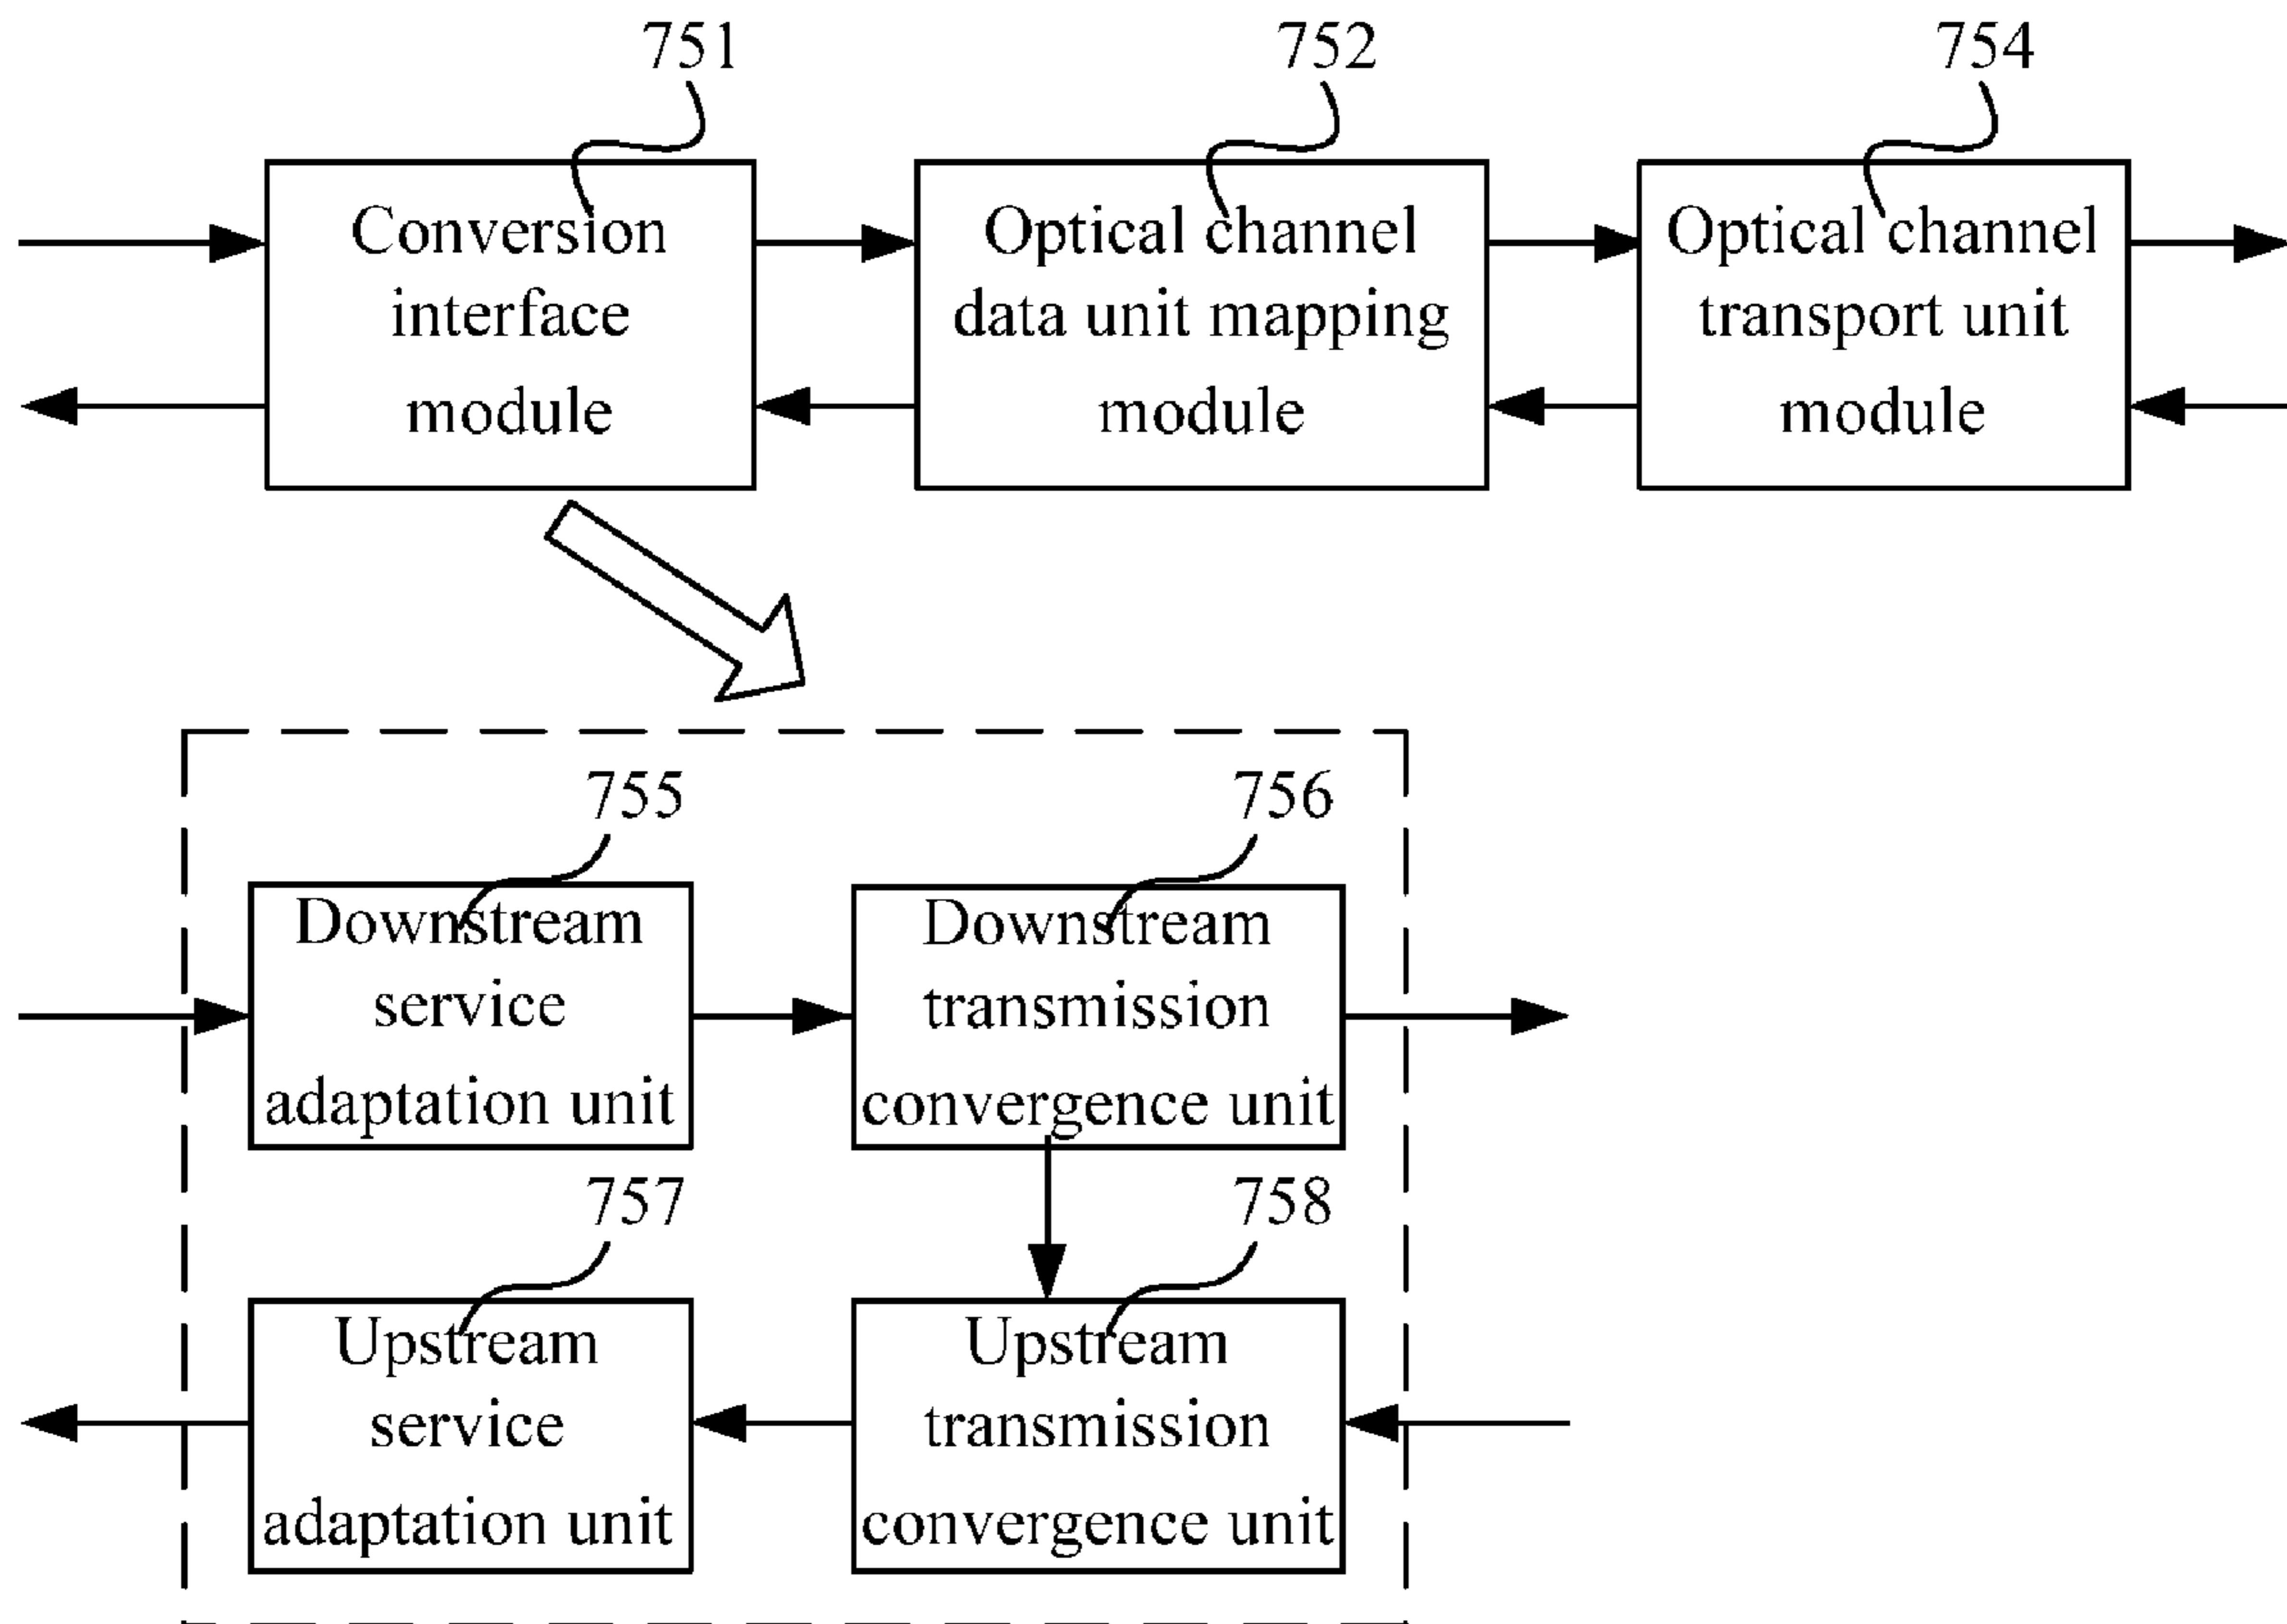 751
752
754
Conversion
interface
module
Optical channel
data unit mapping
module
Optical channel
transport unit
module
755
756
Downstream
service
adaptation unit
Downstream
transmission
convergence unit
757
758
Upstream
service
adaptation unit
Upstream
transmission
convergence unit